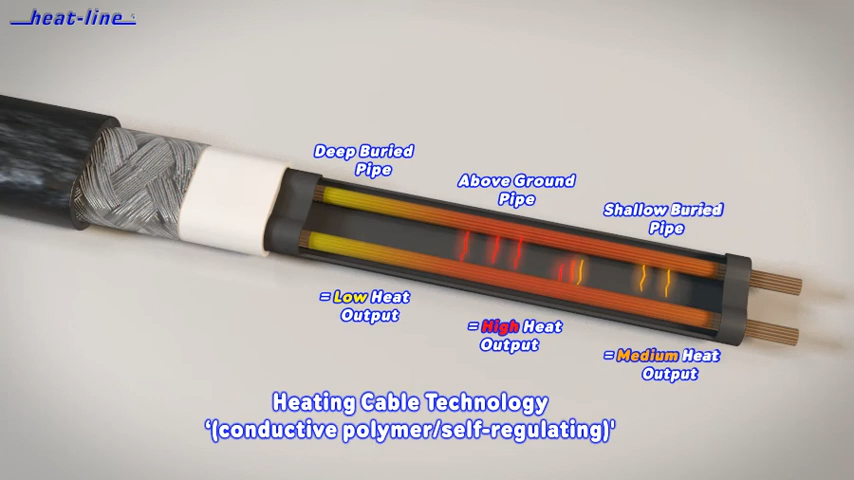 heat-line
Deep Buried
Pipe
Above Ground
Pipe
Shallow Buried
Pipe
= Low Heat
Output
= High Heat
Output
= Medium Heat
Output
Heating Cable Technology
‘(conductive polymer/self-regulating)'